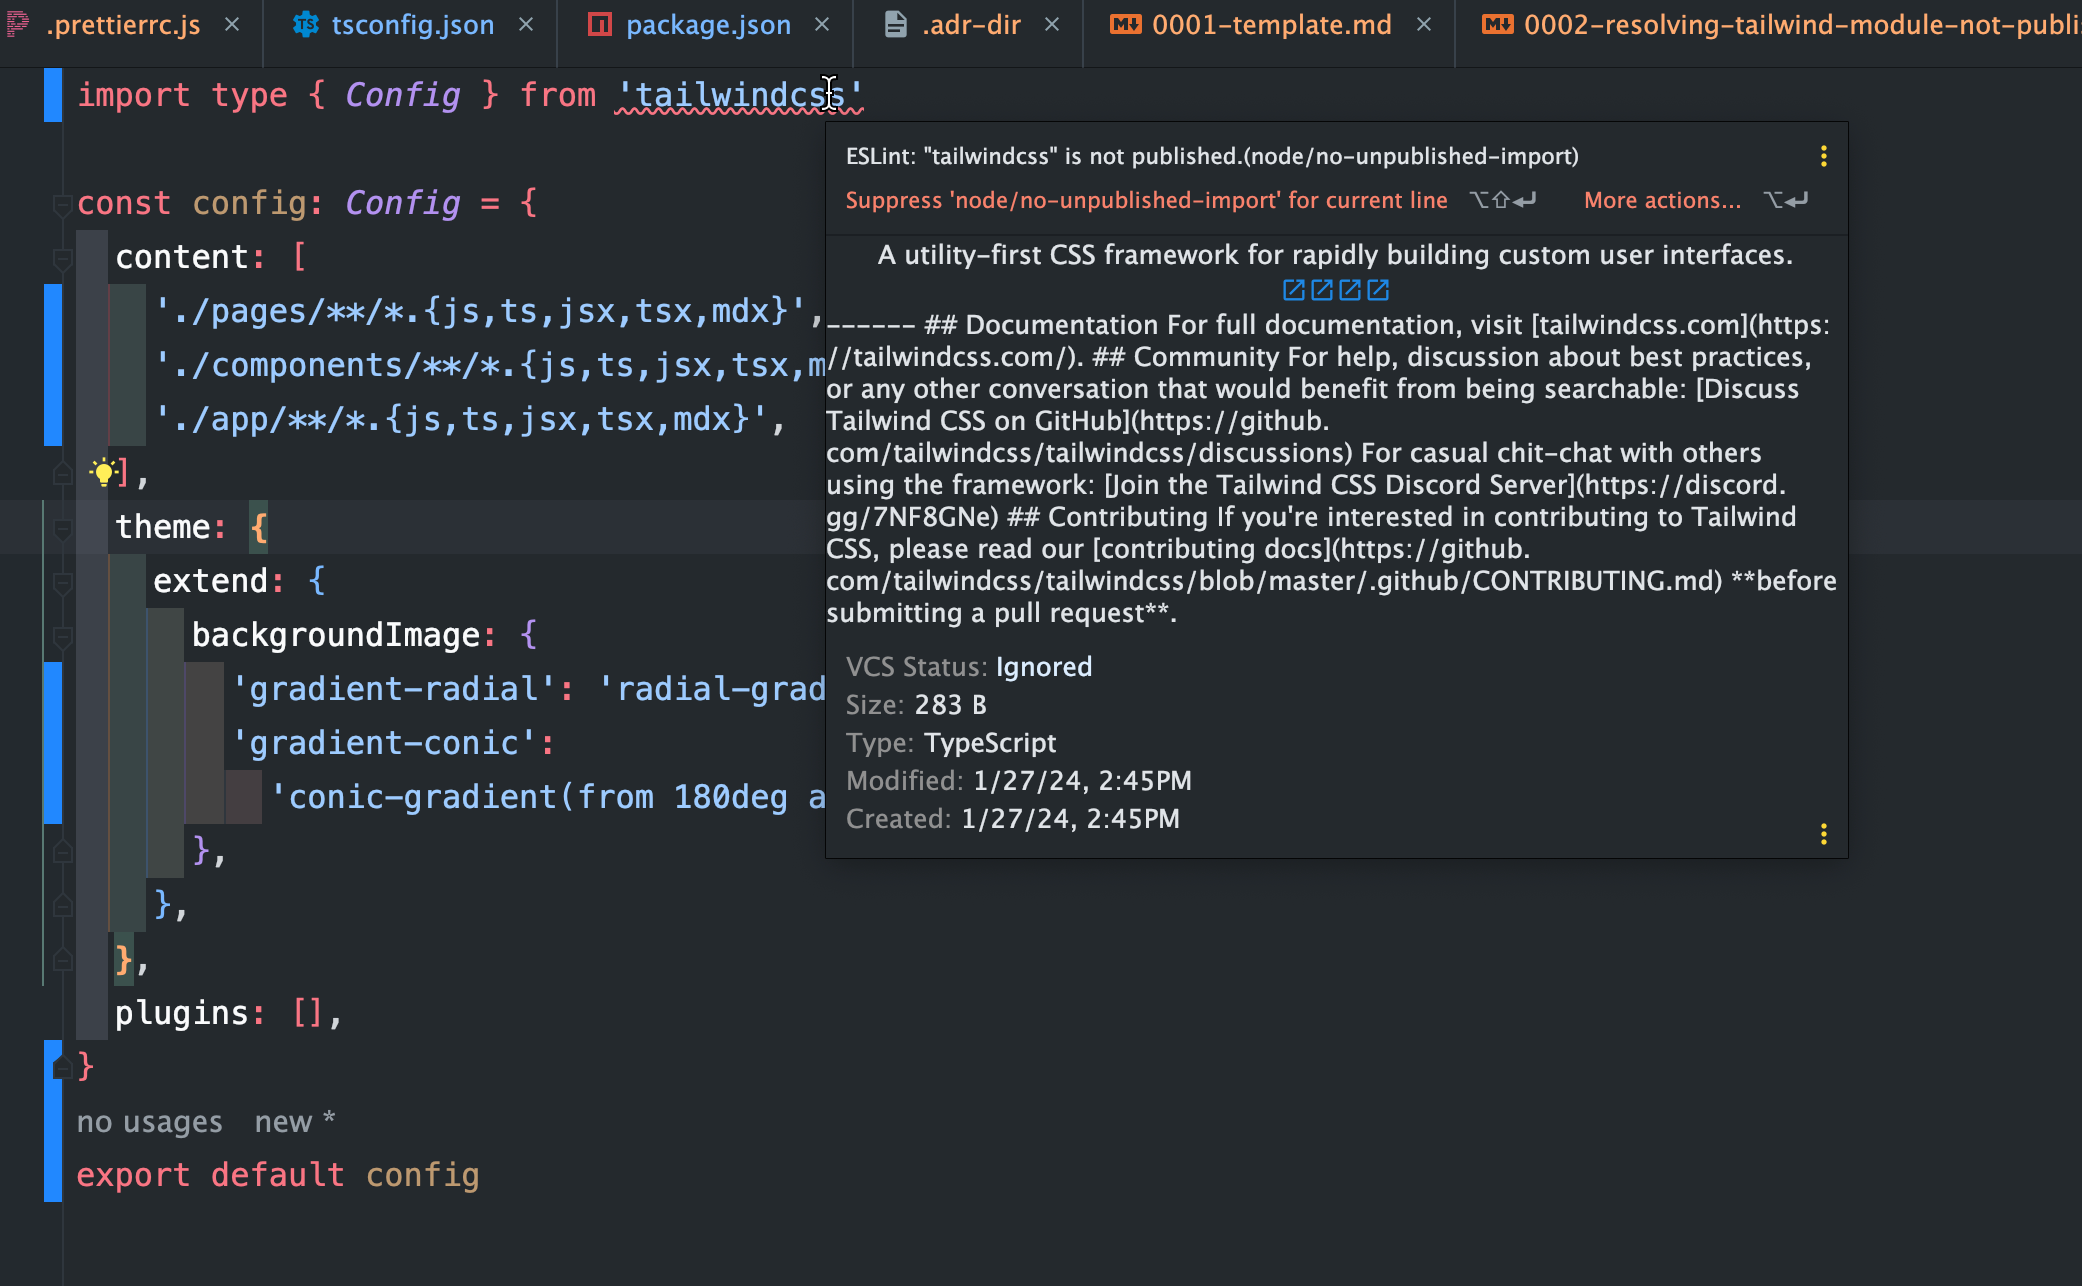 .prettierrc.js × tsconfig.json × package.json × .adr-dir × 0001-template.md × 0002-resolving-tailwind-module-not-publi
import type { Config } from 'tailwindcss'
ESLint: "tailwindcss" is not published.(node/no-unpublished-import)
Suppress 'node/no-unpublished-import' for current line ⌥⇧↩ More actions... ⌥↩
A utility-first CSS framework for rapidly building custom user interfaces.
------ ## Documentation For full documentation, visit [tailwindcss.com](https:
//tailwindcss.com/). ## Community For help, discussion about best practices,
or any other conversation that would benefit from being searchable: [Discuss
Tailwind CSS on GitHub](https://github.
com/tailwindcss/tailwindcss/discussions) For casual chit-chat with others
using the framework: [Join the Tailwind CSS Discord Server](https://discord.
gg/7NF8GNe) ## Contributing If you're interested in contributing to Tailwind
CSS, please read our [contributing docs](https://github.
com/tailwindcss/tailwindcss/blob/master/.github/CONTRIBUTING.md) **before
submitting a pull request**.
VCS Status: Ignored
Size: 283 B
Type: TypeScript
Modified: 1/27/24, 2:45PM
Created: 1/27/24, 2:45PM
const config: Config = {
content: [
'./pages/**/*.{js,ts,jsx,tsx,mdx}',
'./components/**/*.{js,ts,jsx,tsx,m
'./app/**/*.{js,ts,jsx,tsx,mdx}',
],
theme: {
extend: {
backgroundImage: {
'gradient-radial': 'radial-grad
'gradient-conic':
'conic-gradient(from 180deg a
},
},
},
plugins: [],
}
no usages new *
export default config